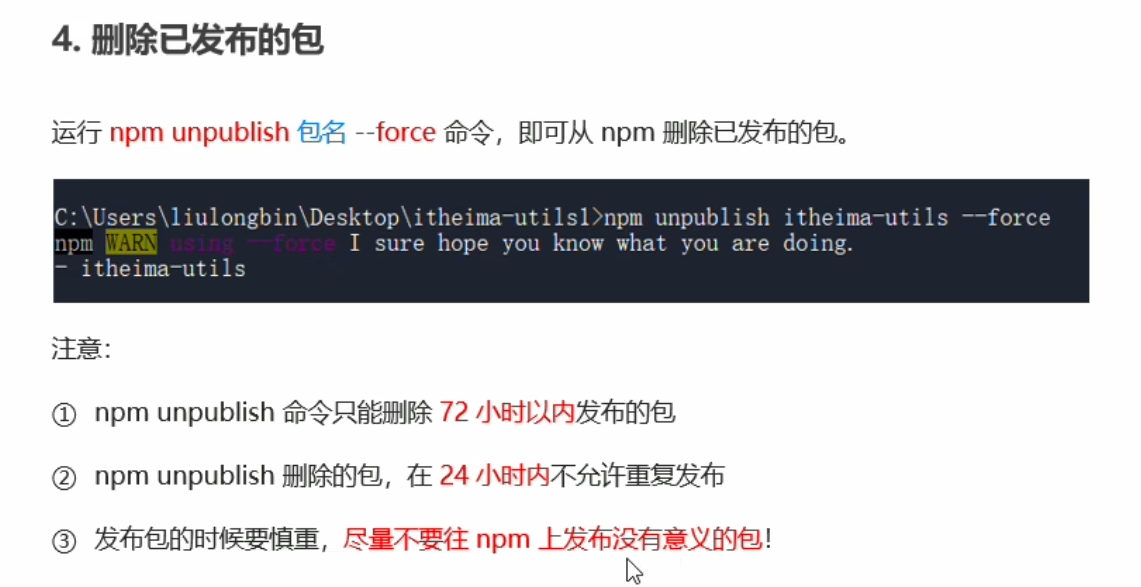 4. 删除已发布的包
运行 npm unpublish 包名 --force 命令，即可从 npm 删除已发布的包。
C:\Users\liulongbin\Desktop\itheima-utils1>npm unpublish itheima-utils --force
npm WARN using --force I sure hope you know what you are doing.
- itheima-utils
注意：
① npm unpublish 命令只能删除 72 小时以内发布的包
② npm unpublish 删除的包，在 24 小时内不允许重复发布
③ 发布包的时候要慎重，尽量不要往 npm 上发布没有意义的包！